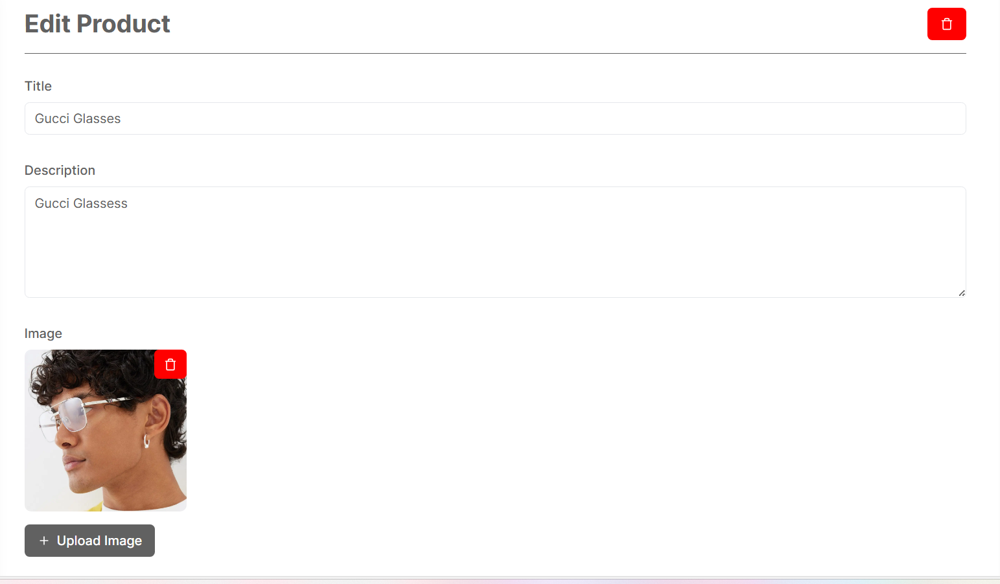 Edit Product
Title
Gucci Glasses
Description
Gucci Glassess
Image
Upload Image